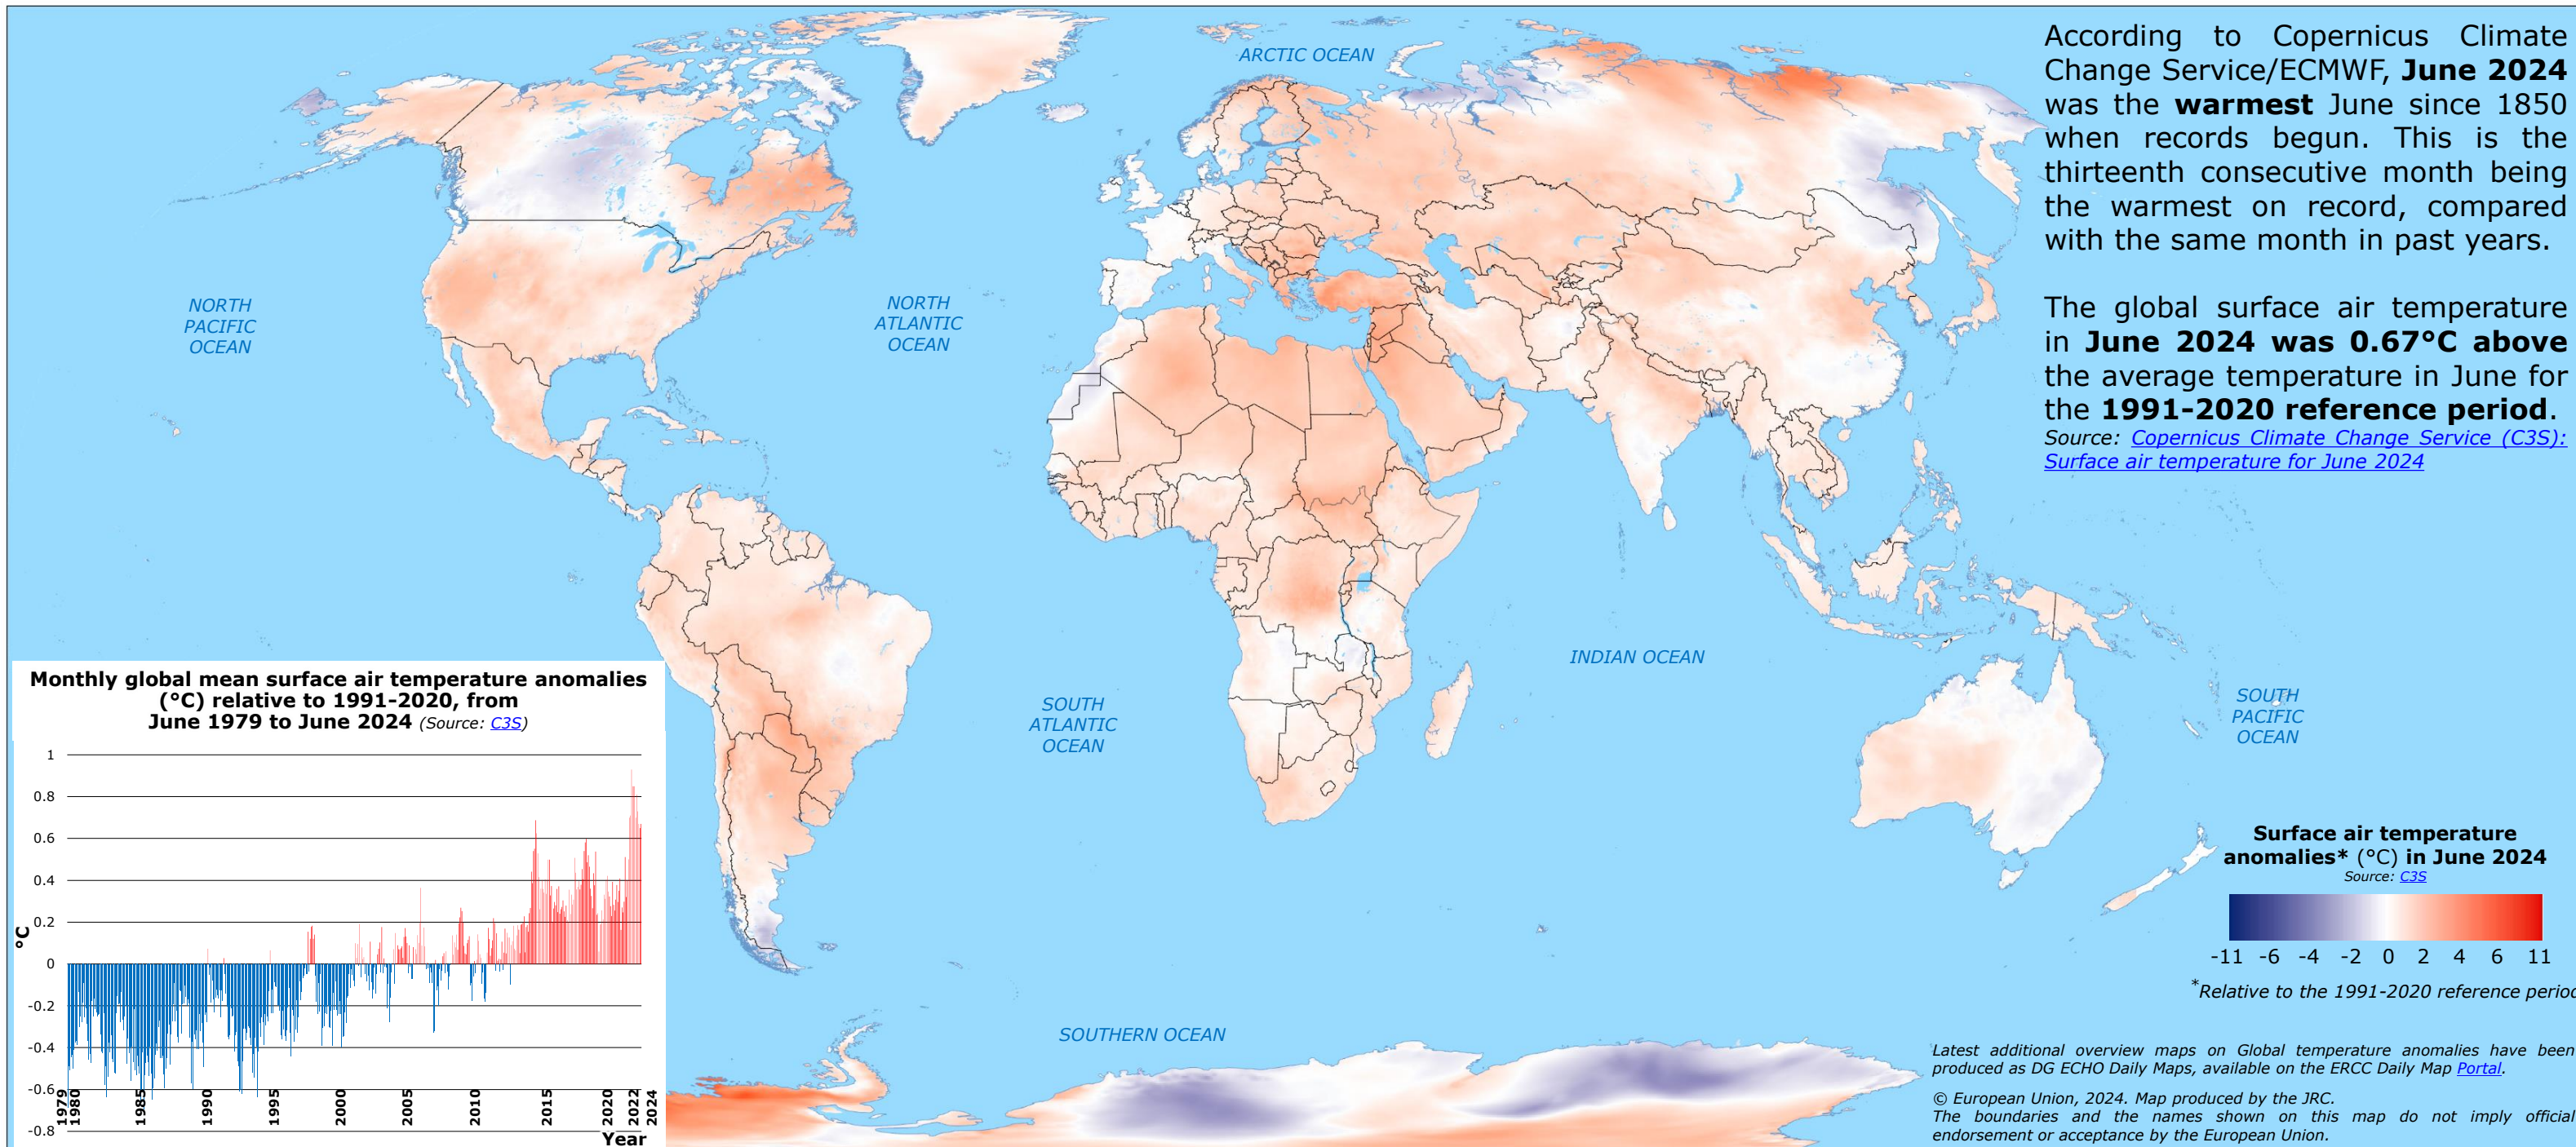 According to Copernicus Climate
Change Service/ECMWF, June 2024
was the warmest June since 1850
when records begun. This is the
thirteenth consecutive month being
the warmest on record, compared
with the same month in past years.
The global surface air temperature
in June 2024 was 0.67°C above
the average temperature in June for
the 1991-2020 reference period.
Source: Copernicus Climate Change Service (C3S):
Surface air temperature for June 2024
ARCTIC OCEAN
NORTH
PACIFIC
OCEAN
NORTH
ATLANTIC
OCEAN
INDIAN OCEAN
SOUTH
ATLANTIC
OCEAN
SOUTH
PACIFIC
OCEAN
SOUTHERN OCEAN
Monthly global mean surface air temperature anomalies
(°C) relative to 1991-2020, from
June 1979 to June 2024 (Source: C3S)
1
0.8
0.6
0.4
0.2
0
-0.2
-0.4
-0.6
-0.8
°C
1979
1980
1985
1990
1995
2000
2005
2010
2015
2020
2022
2024
Year
Surface air temperature
anomalies* (°C) in June 2024
Source: C3S
-11 -6 -4 -2 0 2 4 6 11
*Relative to the 1991-2020 reference period
Latest additional overview maps on Global temperature anomalies have been
produced as DG ECHO Daily Maps, available on the ERCC Daily Map Portal.
© European Union, 2024. Map produced by the JRC.
The boundaries and the names shown on this map do not imply official
endorsement or acceptance by the European Union.